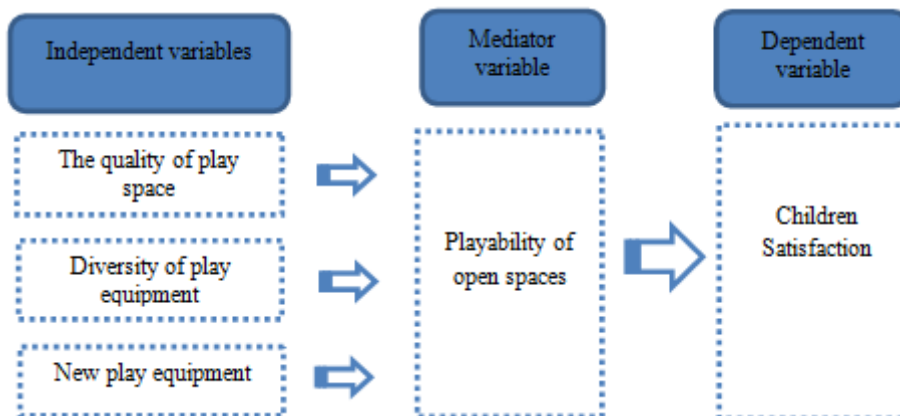 Independent variables
Mediator
variable
Dependent
variable
The quality of play
space
Diversity of play
equipment
New play equipment
Playability of
open spaces
Children
Satisfaction